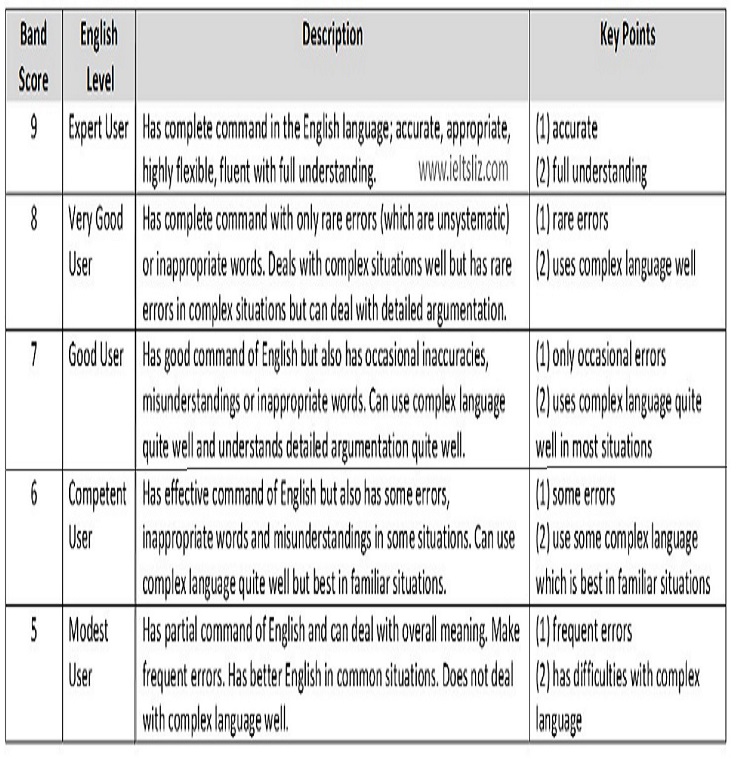 Band Score
English Level
Description
Key Points
9
Expert User
Has complete command in the English language; accurate, appropriate,
highly flexible, fluent with full understanding.
www.ieltsliz.com
(1) accurate
(2) full understanding
8
Very Good
User
Has complete command with only rare errors (which are unsystematic)
or inappropriate words. Deals with complex situations well but has rare
errors in complex situations but can deal with detailed argumentation.
(1) rare errors
(2) uses complex language well
7
Good User
Has good command of English but also has occasional inaccuracies,
misunderstandings or inappropriate words. Can use complex language
quite well and understands detailed argumentation quite well.
(1) only occasional errors
(2) uses complex language quite
well in most situations
6
Competent
User
Has effective command of English but also has some errors,
inappropriate words and misunderstandings in some situations. Can use
complex language quite well but best in familiar situations.
(1) some errors
(2) use some complex language
which is best in familiar situations
5
Modest
User
Has partial command of English and can deal with overall meaning. Make
frequent errors. Has better English in common situations. Does not deal
with complex language well.
(1) frequent errors
(2) has difficulties with complex
language